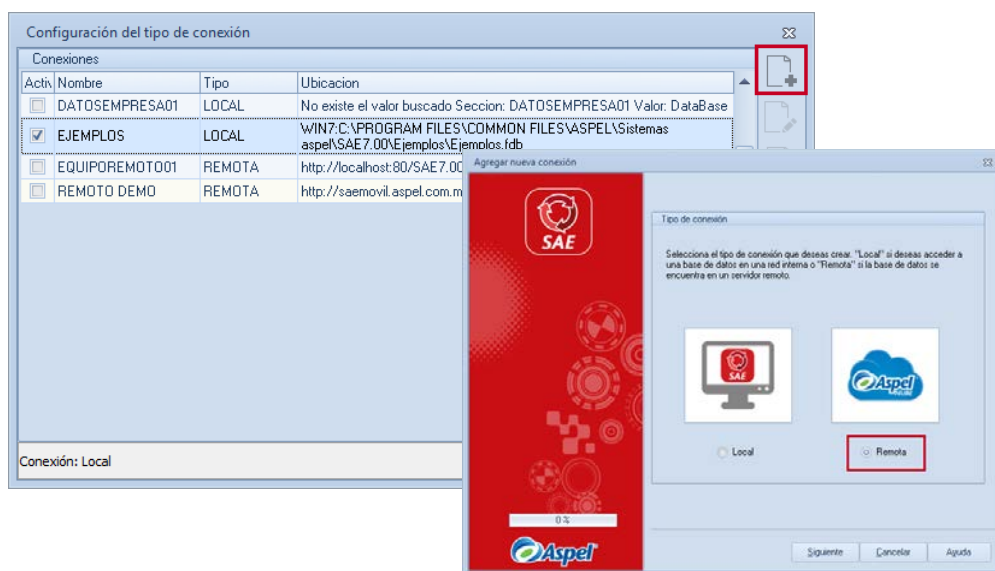 Configuración del tipo de conexión
Conexiones
Activ Nombre Tipo Ubicacion
DATOSEMPRESA01 LOCAL No existe el valor buscado Seccion: DATOSEMPRESA01 Valor: DataBase
EJEMPLOS LOCAL WIN7:C:\PROGRAM FILES\COMMON FILES\ASPEL\Sistemas
aspel\SAE7.00\Ejemplos\Ejemplos.fdb
EQUIPOREMOTO01 REMOTA http://localhost:80/SAE7.00
REMOTO DEMO REMOTA http://saemovil.aspel.com.m
Conexión: Local
Agregar nueva conexión
SAE
Tipo de conexión
Selecciona el tipo de conexión que deseas crear. "Local" si deseas acceder a
una base de datos en una red interna o "Remota" si la base de datos se
encuentra en un servidor remoto.
SAE
Aspel
Local
Remota
0%
Aspel
Siguiente Cancelar Ayuda